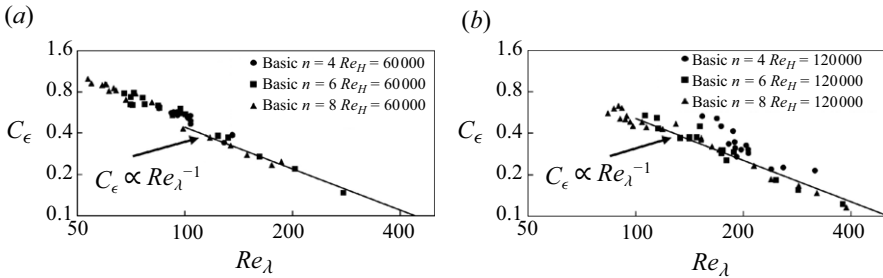 (a)
1.6
0.8
0.4
0.2
0.1
C_ϵ
Basic n = 4 Re_H = 60000
Basic n = 6 Re_H = 60000
Basic n = 8 Re_H = 60000
C_ϵ ∝ Re_λ^{-1}
50 100 200 400
Re_λ
(b)
1.6
0.8
0.4
0.2
0.1
C_ϵ
Basic n = 4 Re_H = 120000
Basic n = 6 Re_H = 120000
Basic n = 8 Re_H = 120000
C_ϵ ∝ Re_λ^{-1}
50 100 200 400
Re_λ